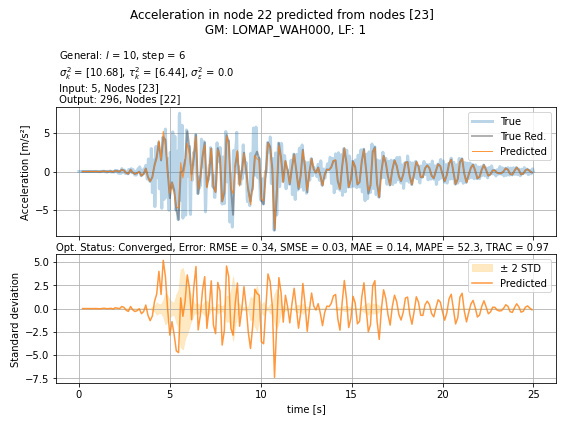 Acceleration in node 22 predicted from nodes [23]
GM: LOMAP_WAH000, LF: 1
General: l = 10, step = 6
σ²ₖ = [10.68], τ²ₖ = [6.44], σ²ε = 0.0
Input: 5, Nodes [23]
Output: 296, Nodes [22]
True
True Red.
Predicted
Acceleration [m/s²]
5
0
−5
Opt. Status: Converged, Error: RMSE = 0.34, SMSE = 0.03, MAE = 0.14, MAPE = 52.3, TRAC = 0.97
± 2 STD
Predicted
Standard deviation
5.0
2.5
0.0
−2.5
−5.0
−7.5
0 5 10 15 20 25
time [s]